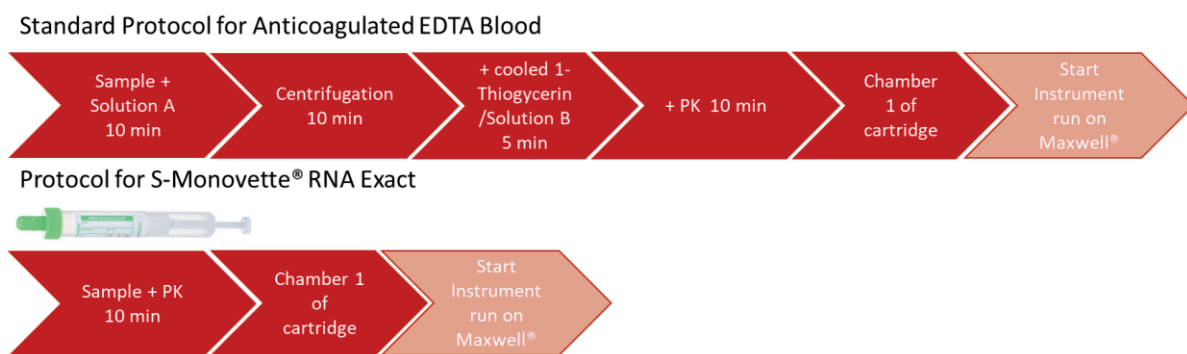 Standard Protocol for Anticoagulated EDTA Blood
Sample +
Solution A
10 min
Centrifugation
10 min
+ cooled 1-
Thiogycerin
/Solution B
5 min
+ PK 10 min
Chamber
1 of
cartridge
Start
Instrument
run on
Maxwell®
Protocol for S-Monovette® RNA Exact
Sample + PK
10 min
Chamber 1
of
cartridge
Start
Instrument
run on
Maxwell®